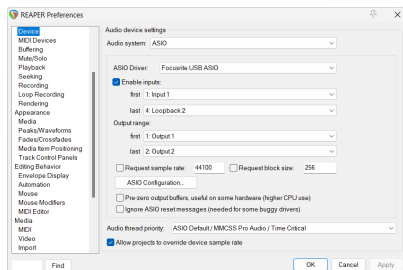 REAPER Preferences
Device
MIDI Devices
Buffering
Mute/Solo
Playback
Seeking
Recording
Loop Recording
Rendering
Appearance
Media
Peaks/Waveforms
Fades/Crossfades
Media Item Positioning
Track Control Panels
Editing Behavior
Envelope Display
Automation
Mouse
Mouse Modifiers
MIDI Editor
Media
MIDI
Video
Import
Find
Audio device settings
Audio system: ASIO
ASIO Driver: Focusrite USB ASIO
Enable inputs:
first 1: Input 1
last 4: Loopback 2
Output range:
first 1: Output 1
last 2: Output 2
Request sample rate: 44100 Request block size: 256
ASIO Configuration...
Pre-zero output buffers, useful on some hardware (higher CPU use)
Ignore ASIO reset messages (needed for some buggy drivers)
Audio thread priority: ASIO Default / MMCSS Pro Audio / Time Critical
Allow projects to override device sample rate
OK Cancel Apply